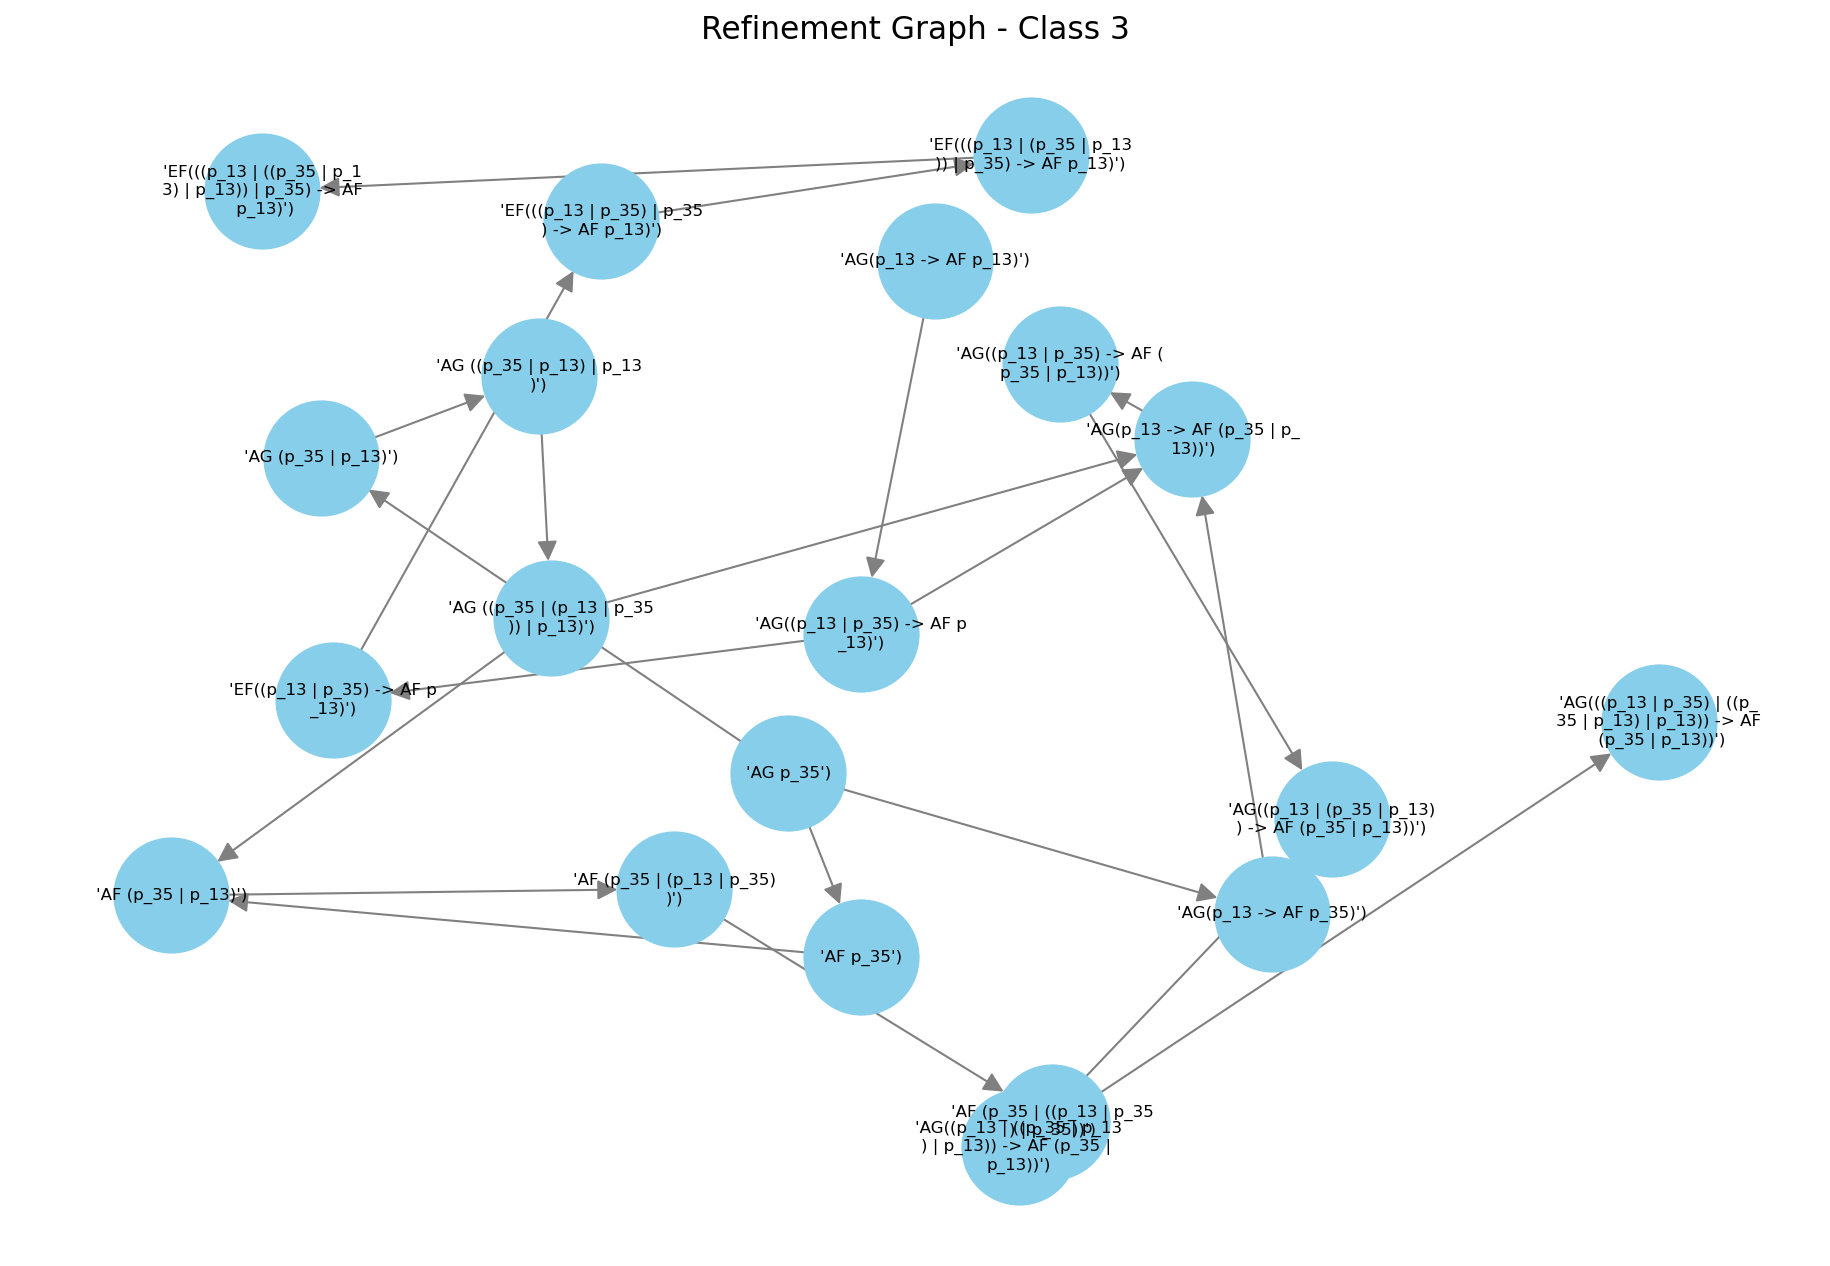 Refinement Graph - Class 3
'EF(((p_13 | (p_35 | p_13
)) | p_35) -> AF p_13)')
'EF(((p_13 | ((p_35 | p_1
3) | p_13)) | p_35) -> AF
p_13)')
'EF(((p_13 | p_35) | p_35
) -> AF p_13)')
'AG(p_13 -> AF p_13)')
'AG((p_13 | p_35) -> AF (
p_35 | p_13))')
'AG ((p_35 | p_13) | p_13
)')
'AG(p_13 -> AF (p_35 | p_
13))')
'AG (p_35 | p_13)')
'AG ((p_35 | (p_13 | p_35
)) | p_13)')
'AG((p_13 | p_35) -> AF p
_13)')
'EF((p_13 | p_35) -> AF p
_13)')
'AG(((p_13 | p_35) | ((p_
35 | p_13) | p_13)) -> AF
(p_35 | p_13))')
'AG p_35')
'AG((p_13 | (p_35 | p_13)
) -> AF (p_35 | p_13))')
'AF (p_35 | p_13)')
'AF (p_35 | (p_13 | p_35)
)')
'AG(p_13 -> AF p_35)')
'AF p_35')
'AF (p_35 | ((p_13 | p_35
) | p_35))')
'AG((p_13 | ((p_35 | p_13
) | p_13)) -> AF (p_35 |
p_13))')